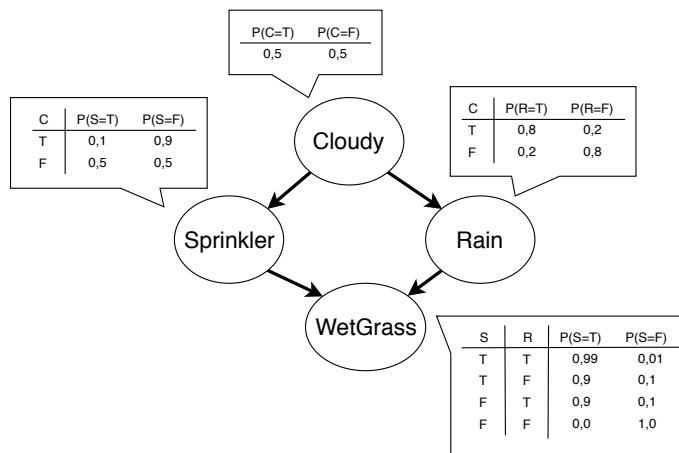 P(C=T) P(C=F)
0,5 0,5
C P(S=T) P(S=F)
T 0,1 0,9
F 0,5 0,5
C P(R=T) P(R=F)
T 0,8 0,2
F 0,2 0,8
Cloudy
Sprinkler
Rain
WetGrass
S R P(S=T) P(S=F)
T T 0,99 0,01
T F 0,9 0,1
F T 0,9 0,1
F F 0,0 1,0